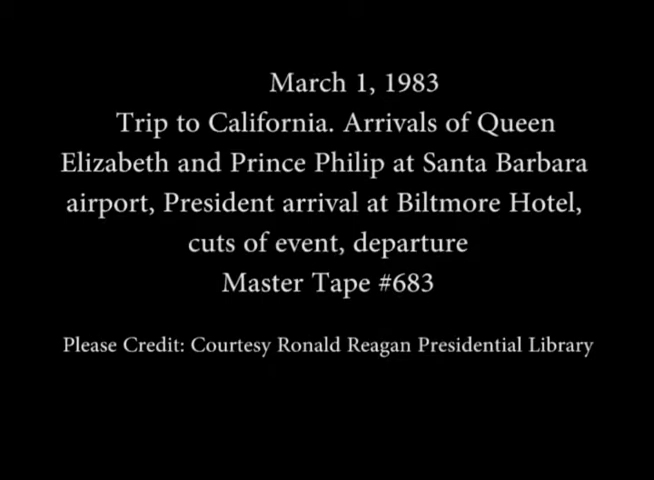 March 1, 1983
Trip to California. Arrivals of Queen
Elizabeth and Prince Philip at Santa Barbara
airport, President arrival at Biltmore Hotel,
cuts of event, departure
Master Tape #683
Please Credit: Courtesy Ronald Reagan Presidential Library